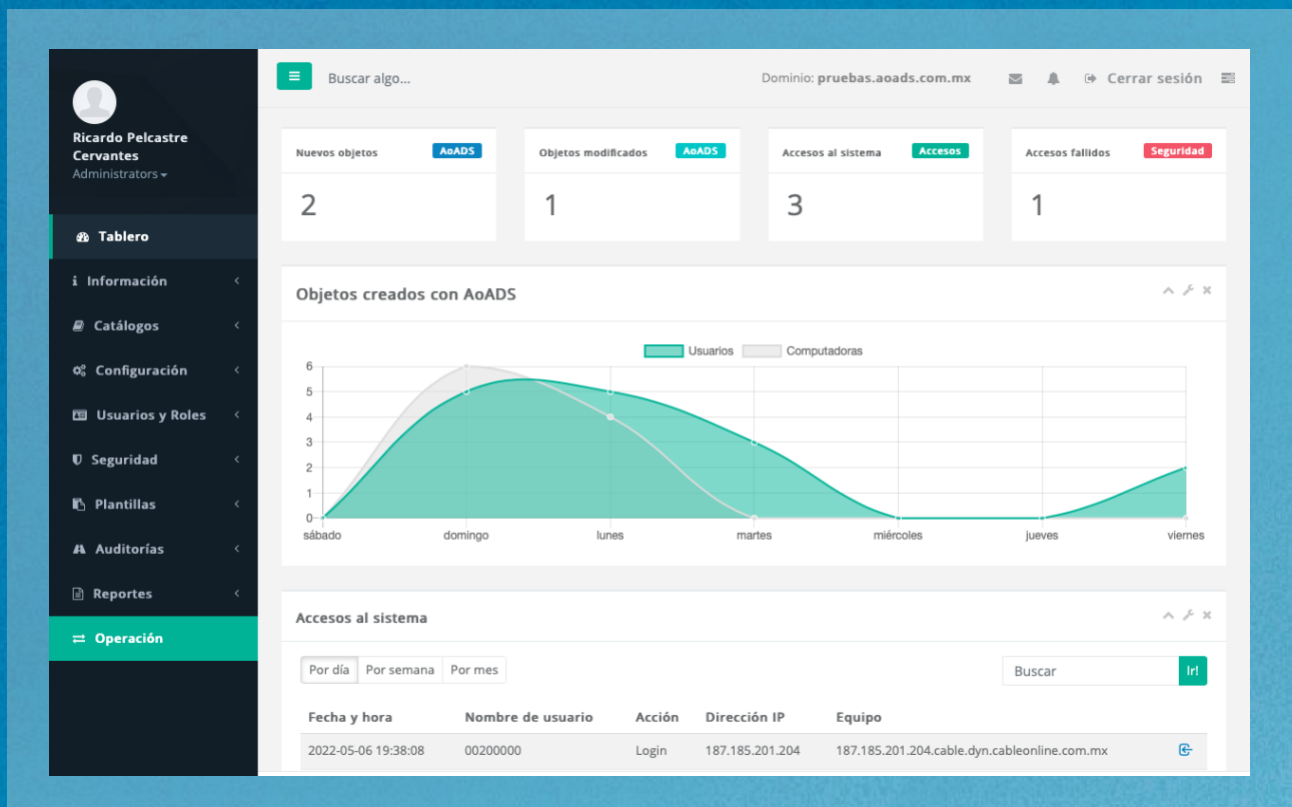 Ricardo Pelcastre
Cervantes
Administrators
Tablero
Información
Catálogos
Configuración
Usuarios y Roles
Seguridad
Plantillas
Auditorías
Reportes
Operación
Buscar algo...
Dominio: pruebas.aoads.com.mx
Cerrar sesión
Nuevos objetos AoADS
2
Objetos modificados AoADS
1
Accesos al sistema Accesos
3
Accesos fallidos Seguridad
1
Objetos creados con AoADS
Usuarios Computadoras
6
5
4
3
2
1
0
sábado domingo lunes martes miércoles jueves viernes
Accesos al sistema
Por día Por semana Por mes
Buscar Ir!
Fecha y hora Nombre de usuario Acción Dirección IP Equipo
2022-05-06 19:38:08 00200000 Login 187.185.201.204 187.185.201.204.cable.dyn.cableonline.com.mx